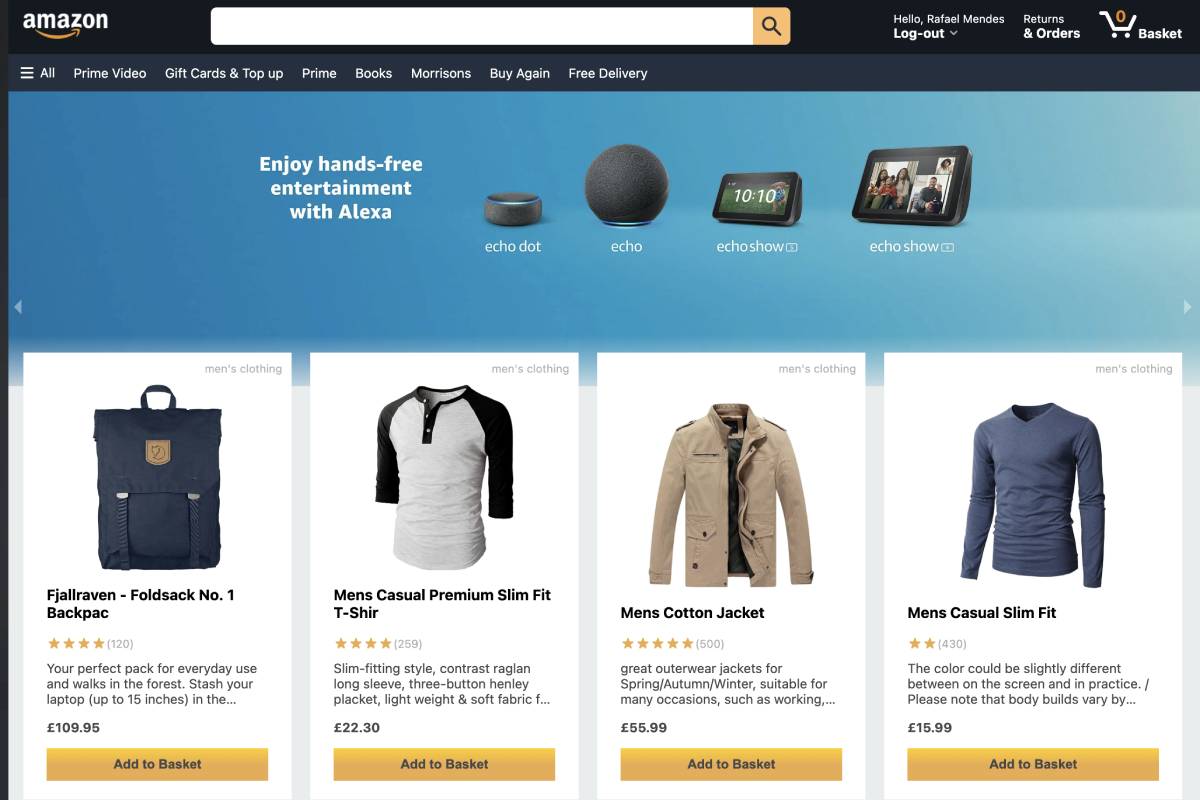 amazon
Hello, Rafael Mendes
Log-out
Returns
& Orders
0
Basket
All
Prime Video
Gift Cards & Top up
Prime
Books
Morrisons
Buy Again
Free Delivery
Enjoy hands-free
entertainment
with Alexa
10:10
echo dot
echo
echo show 5
echo show 8
men's clothing
Fjallraven - Foldsack No. 1
Backpac
(120)
Your perfect pack for everyday use
and walks in the forest. Stash your
laptop (up to 15 inches) in the...
£109.95
Add to Basket
men's clothing
Mens Casual Premium Slim Fit
T-Shir
(259)
Slim-fitting style, contrast raglan
long sleeve, three-button henley
placket, light weight & soft fabric f...
£22.30
Add to Basket
men's clothing
Mens Cotton Jacket
(500)
great outerwear jackets for
Spring/Autumn/Winter, suitable for
many occasions, such as working,...
£55.99
Add to Basket
men's clothing
Mens Casual Slim Fit
(430)
The color could be slightly different
between on the screen and in practice. /
Please note that body builds vary by...
£15.99
Add to Basket